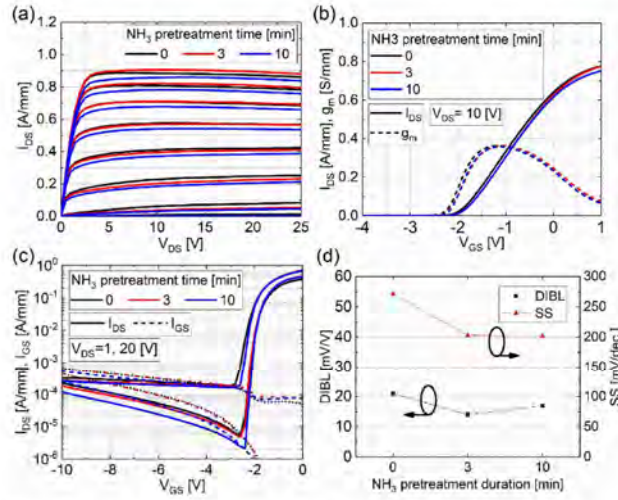 (a) NH3 pretreatment time [min]
0 3 10
IDS [A/mm]
1.2
1.0
0.8
0.6
0.4
0.2
0.0
0 5 10 15 20 25
VDS [V]
(b)
NH3 pretreatment time [min]
0
3
10
IDS VDS= 10 [V]
gm
IDS [A/mm], gm [S/mm]
1.0
0.8
0.6
0.4
0.2
0.0
-4 -3 -2 -1 0 1
VGS [V]
(c)
NH3 pretreatment time [min]
0 3 10
IDS IGS
VDS=1, 20 [V]
IDS [A/mm], IGS [A/mm]
10^0
10^-1
10^-2
10^-3
10^-4
10^-5
10^-6
-10 -8 -6 -4 -2 0
VGS [V]
(d)
DIBL
SS
DIBL [mV/V]
60
50
40
30
20
10
0
SS [mV/dec.]
300
250
200
150
100
50
0
0 3 10
NH3 pretreatment duration [min]